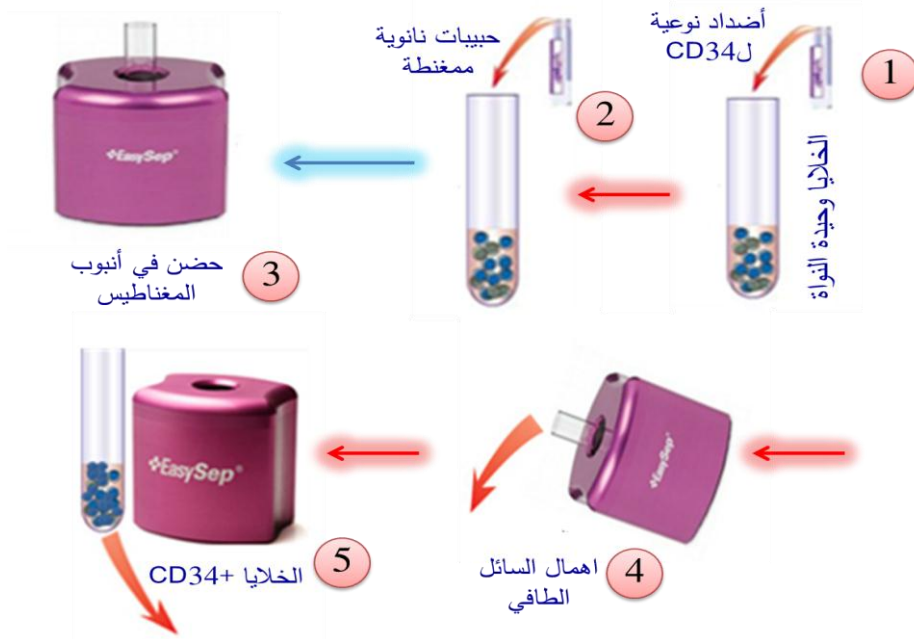 1
أضداد نوعية
لCD34
الخلايا وحيدة النواة
2
حبيبات نانوية
ممغنطة
EasySep®
3
حضن في أنبوب
المغناطيس
EasySep®
4
اهمال السائل
الطافي
EasySep®
5
الخلايا +CD34